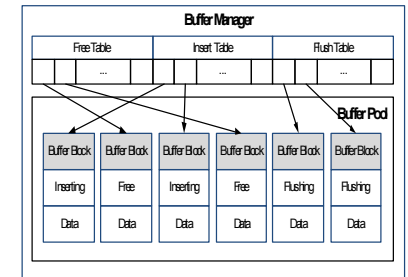 Buffer Manager
Free Table Insert Table Flush Table
... ... ...
Buffer Pool
Buffer Block Buffer Block Buffer Block Buffer Block Buffer Block Buffer Block
Inserting Free Inserting Free Flushing Flushing
Data Data Data Data Data Data